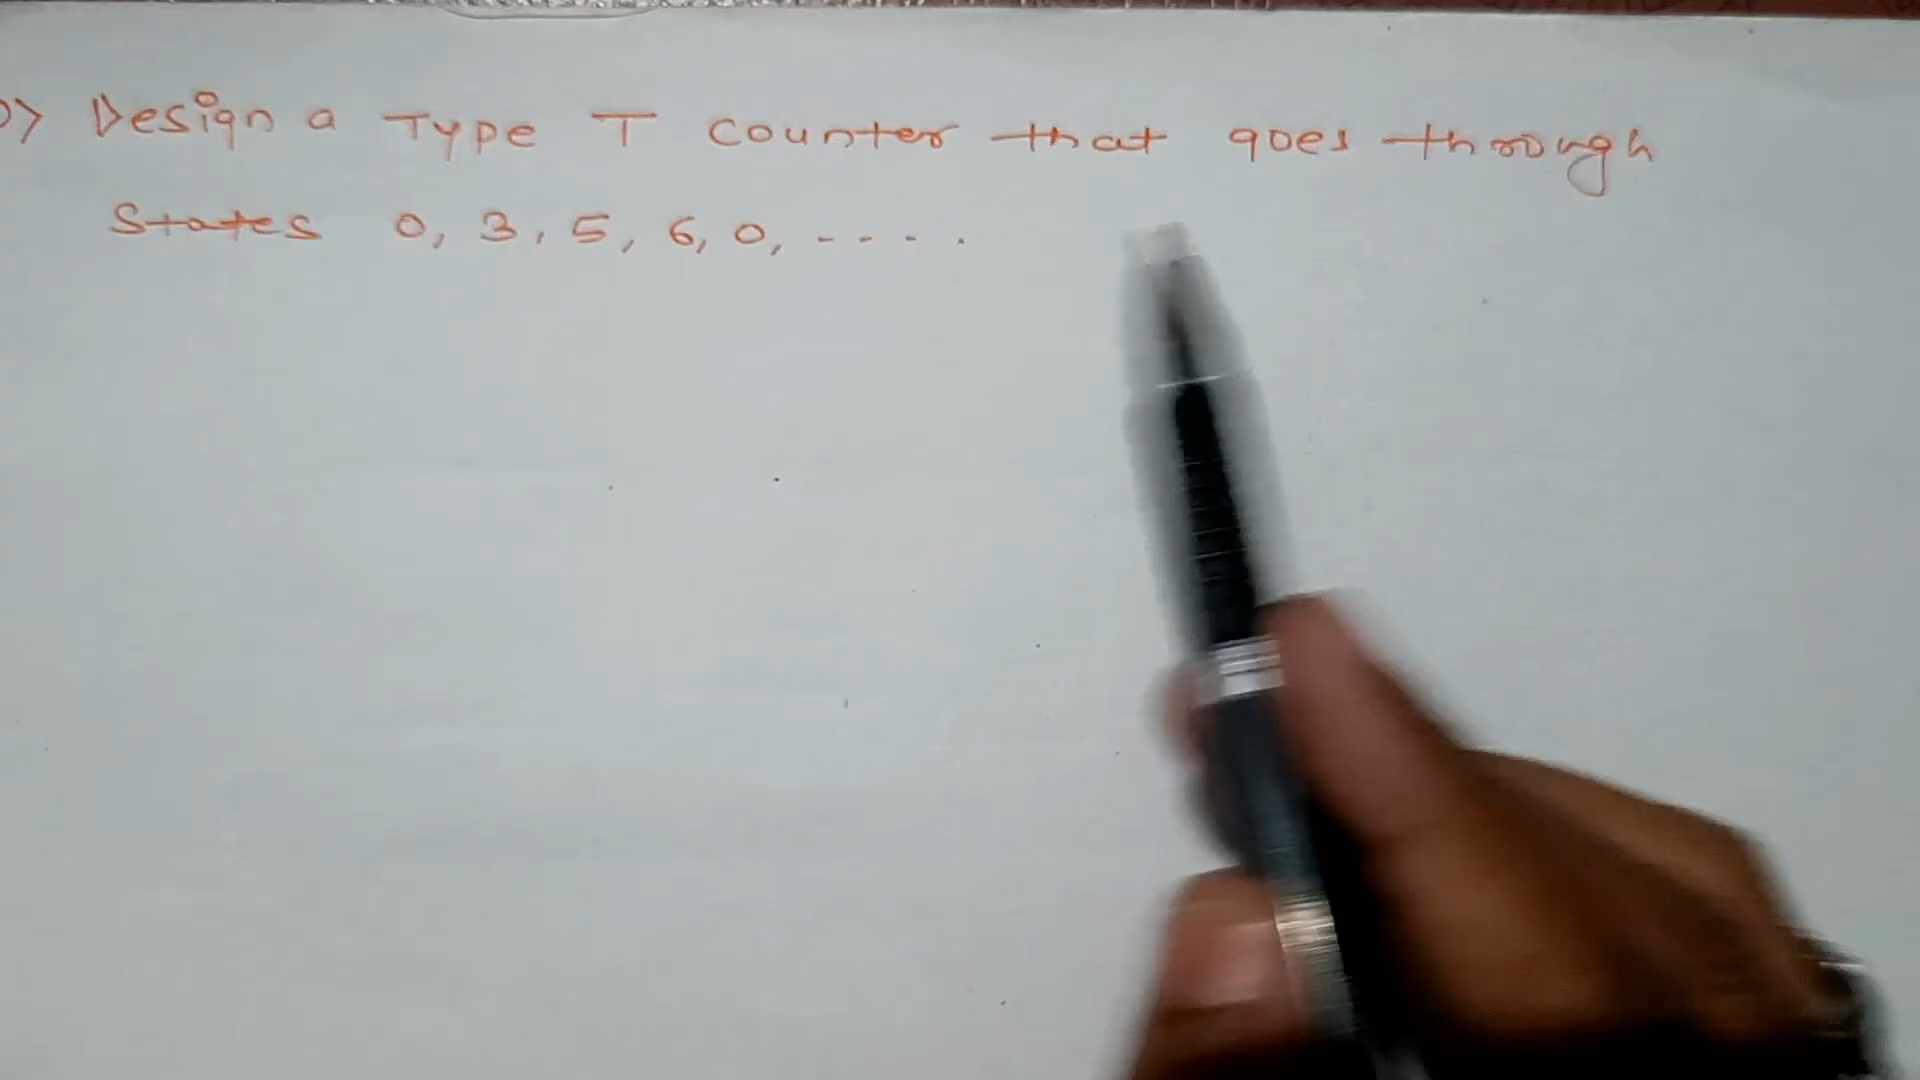 Design a Type T counter that goes through
States 0, 3, 5, 6, 0, - - - .